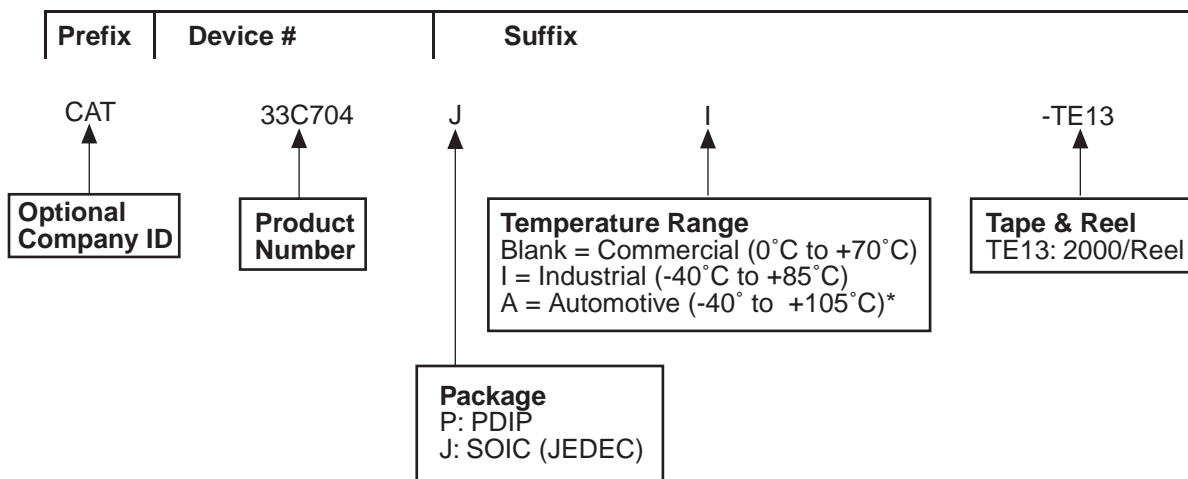 Prefix Device # Suffix
CAT 33C704 J I -TE13
Optional
Company ID
Product
Number
Temperature Range
Blank = Commercial (0˚C to +70˚C)
I = Industrial (-40˚C to +85˚C)
A = Automotive (-40˚ to +105˚C)*
Tape & Reel
TE13: 2000/Reel
Package
P: PDIP
J: SOIC (JEDEC)